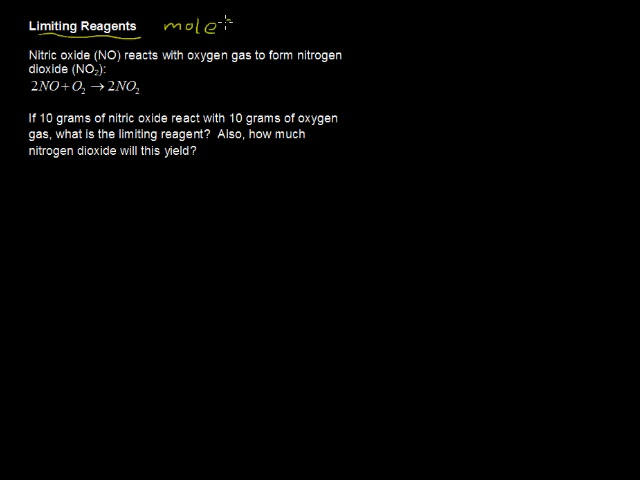 Limiting Reagents mole
Nitric oxide (NO) reacts with oxygen gas to form nitrogen
dioxide (NO₂):
2NO + O₂ → 2NO₂
If 10 grams of nitric oxide react with 10 grams of oxygen
gas, what is the limiting reagent? Also, how much
nitrogen dioxide will this yield?